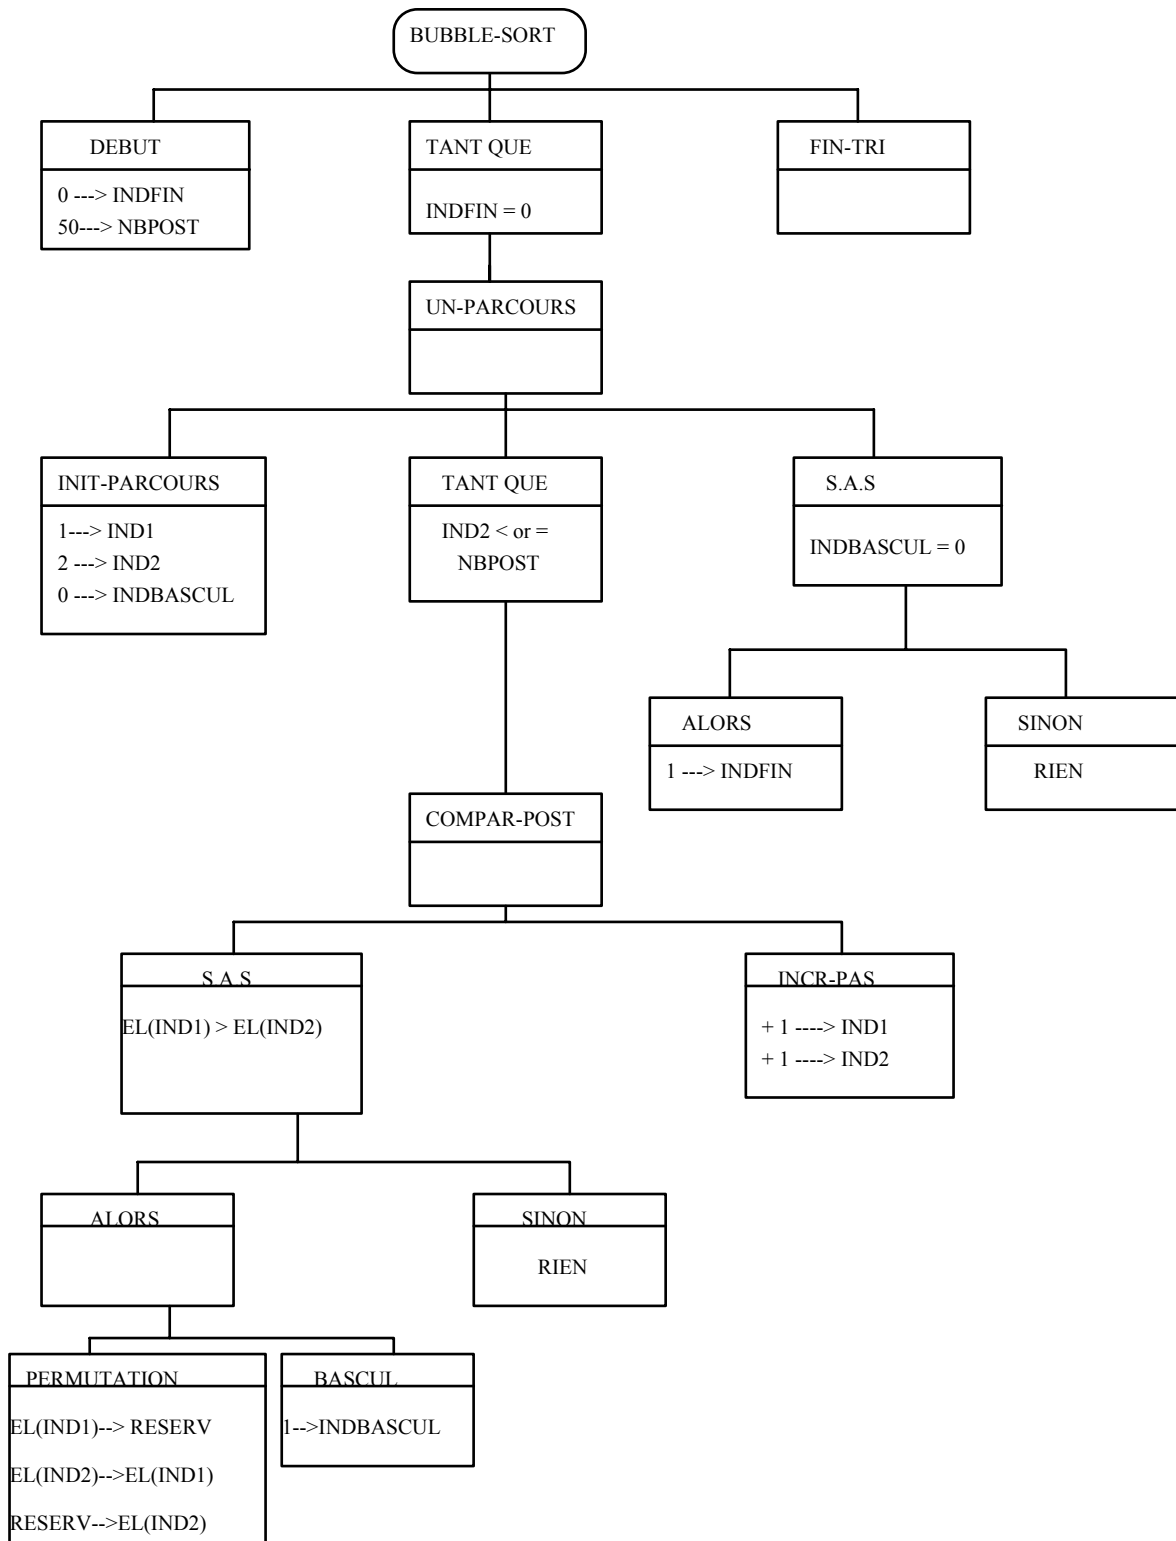 BUBBLE-SORT
DEBUT
0 ---> INDFIN
50---> NBPOST
TANT QUE
INDFIN = 0
FIN-TRI
UN-PARCOURS
INIT-PARCOURS
1---> IND1
2 ---> IND2
0 ---> INDBASCUL
TANT QUE
IND2 < or =
NBPOST
S.A.S
INDBASCUL = 0
ALORS
1 ---> INDFIN
SINON
RIEN
COMPAR-POST
S.A.S
EL(IND1) > EL(IND2)
INCR-PAS
+ 1 ----> IND1
+ 1 ----> IND2
ALORS
SINON
RIEN
PERMUTATION
EL(IND1)--> RESERV
EL(IND2)-->EL(IND1)
RESERV-->EL(IND2)
BASCUL
1-->INDBASCUL